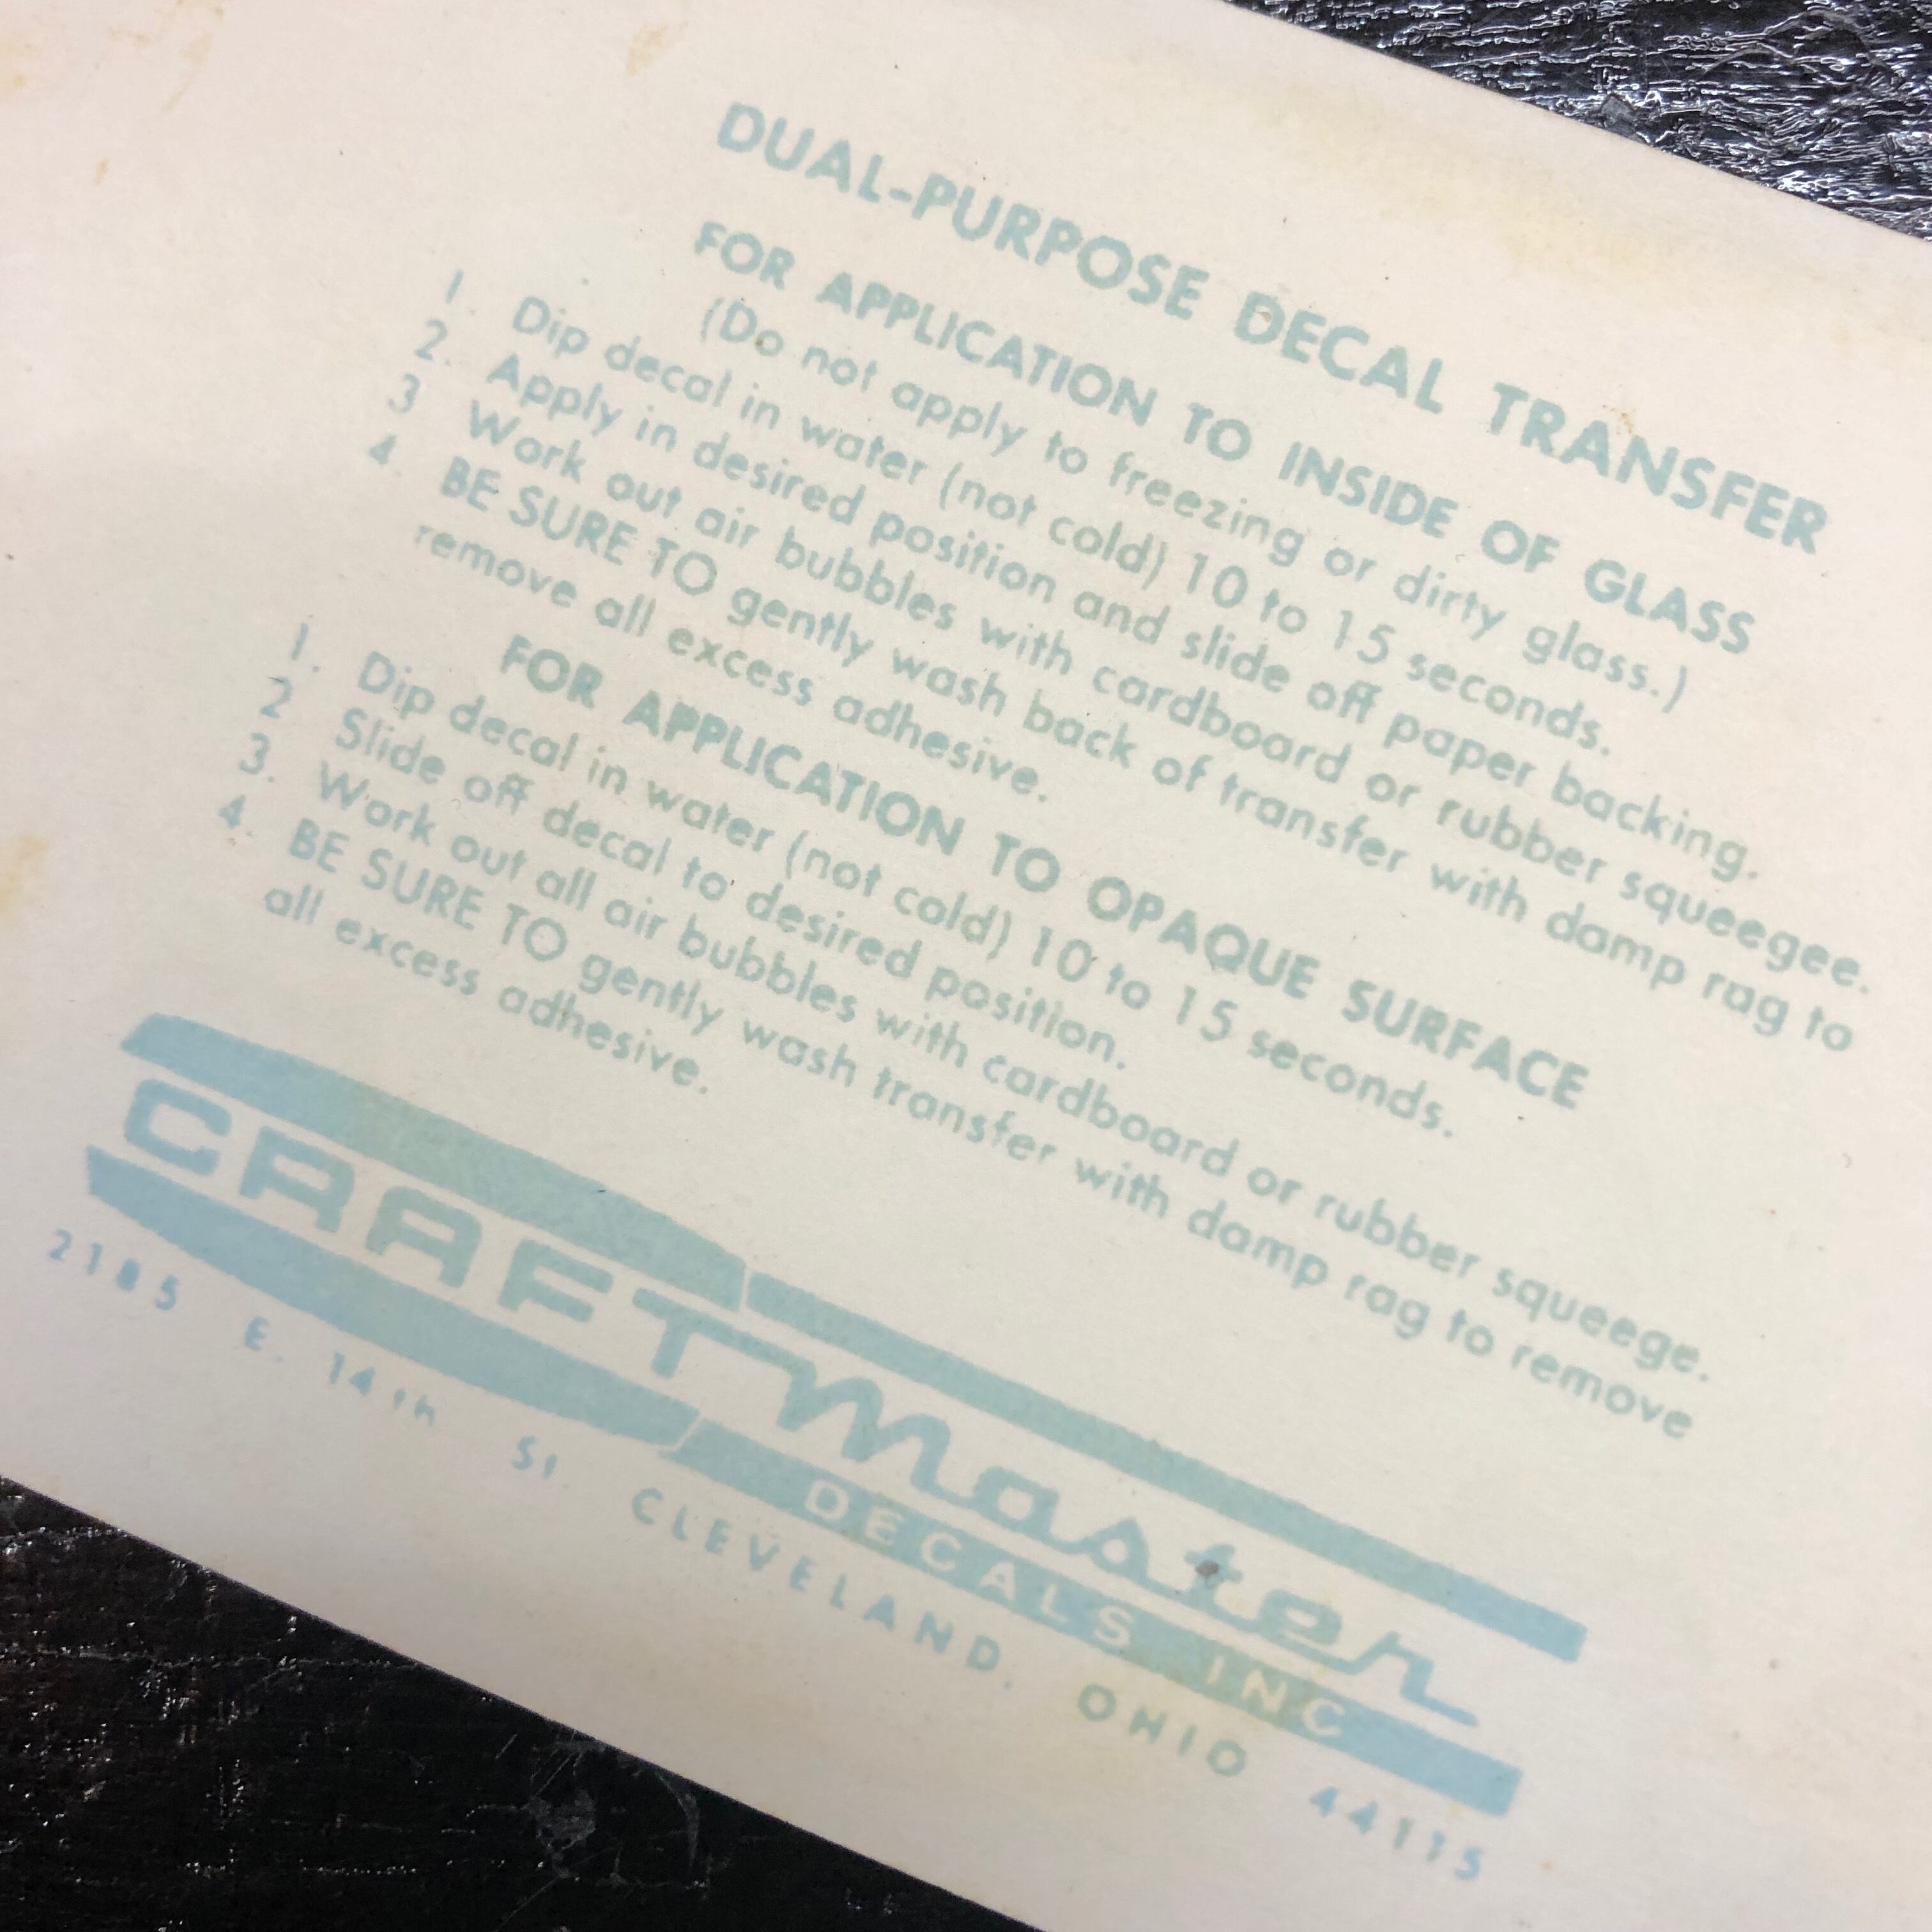 DUAL-PURPOSE DECAL TRANSFER
FOR APPLICATION TO INSIDE OF GLASS
(Do not apply to freezing or dirty glass.)
1. Dip decal in water (not cold) 10 to 15 seconds.
2. Apply in desired position and slide off paper backing.
3 Work out air bubbles with cardboard or rubber squeegee.
4. BE SURE TO gently wash back of transfer with damp rag to
remove all excess adhesive.
FOR APPLICATION TO OPAQUE SURFACE
1. Dip decal in water (not cold) 10 to 15 seconds.
2 Slide off decal to desired position.
3. Work out all air bubbles with cardboard or rubber squeege.
4. BE SURE TO gently wash transfer with damp rag to remove
all excess adhesive.
CRAFTmaster
DECALS INC
2185 E. 14th St. CLEVELAND, OHIO 44115